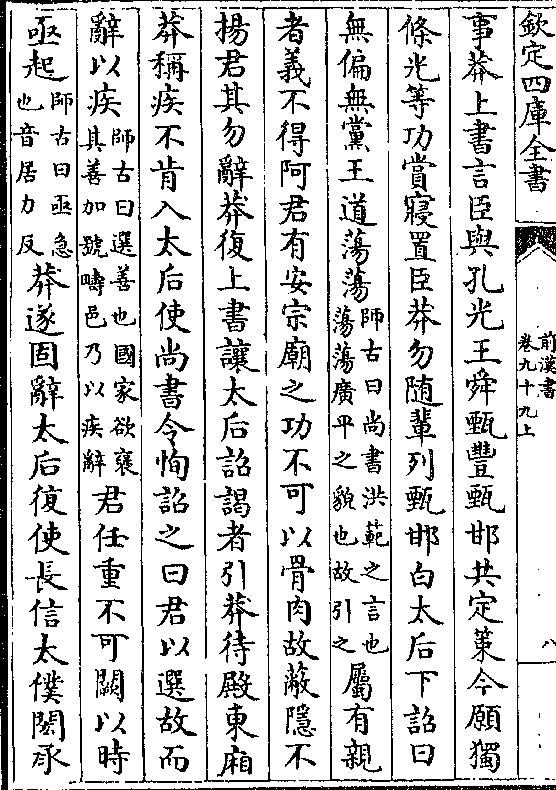 欽定四庫全書
前漢書
卷九十九上
八
事莽上書言臣與孔光王舜甄豐甄邯共定策今願獨
條光等功賞寢置臣莽勿隨輩列甄邯白太后下詔曰
無偏無黨王道蕩蕩師古曰尚書洪範之言也蕩蕩廣平之貌也故引之屬有親
者義不得阿君有安宗廟之功不可以骨肉故蔽隱不
揚君其勿辭莽復上書讓太后詔謁者引莽待殿東廂
莽稱疾不肯入太后使尚書令恂詔之曰君以選故而
辭以疾師古曰選善也國家欲襃其善加號疇邑乃以疾辭君任重不可闕以時
亟起師古曰亟急也音居力反莽遂固辭太后復使長信太僕閎承